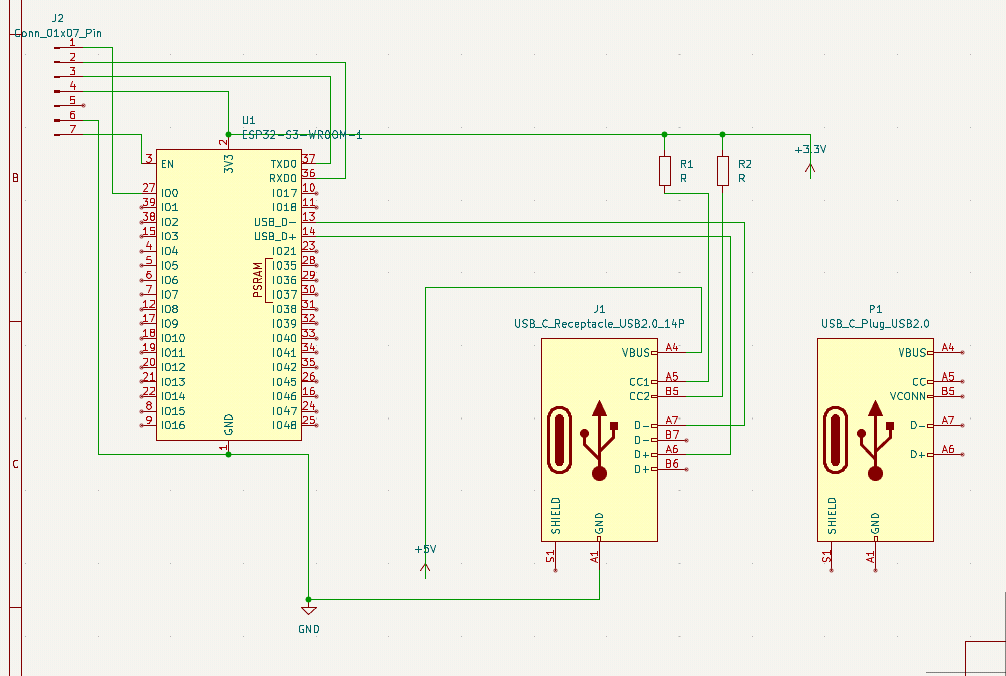 J2
Conn_01x07_Pin
1
2
3
4
5
6
7
U1
ESP32-S3-WROOM-1
2
3V3
3 EN
27 IO0
39 IO1
38 IO2
15 IO3
4 IO4
5 IO5
6 IO6
7 IO7
12 IO8
17 IO9
18 IO10
19 IO11
20 IO12
21 IO13
22 IO14
8 IO15
9 IO16
TXD0 37
RXD0 36
IO17 10
IO18 11
USB_D- 13
USB_D+ 14
IO21 23
IO35 28
IO36 29
IO37 30
IO38 31
IO39 32
IO40 33
IO41 34
IO42 35
IO45 26
IO46 16
IO47 24
IO48 25
PSRAM
GND
1
R1
R
R2
R
+3.3V
J1
USB_C_Receptacle_USB2.0_14P
VBUS A4
CC1 A5
CC2 B5
D- A7
D- B7
D+ A6
D+ B6
SHIELD
GND
S1
A1
P1
USB_C_Plug_USB2.0
VBUS A4
CC A5
VCONN B5
D- A7
D+ A6
SHIELD
GND
S1
A1
+5V
GND
B
C